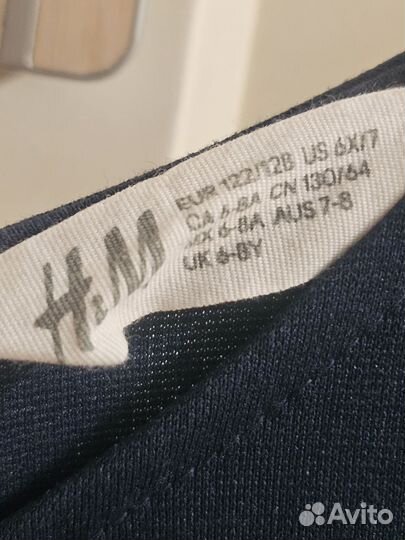 H&M
EUR 122/128 US 6X/7
CA 6-8A CN 130/64
MX 6-8A AUS 7-8
UK 6-8Y
Avito